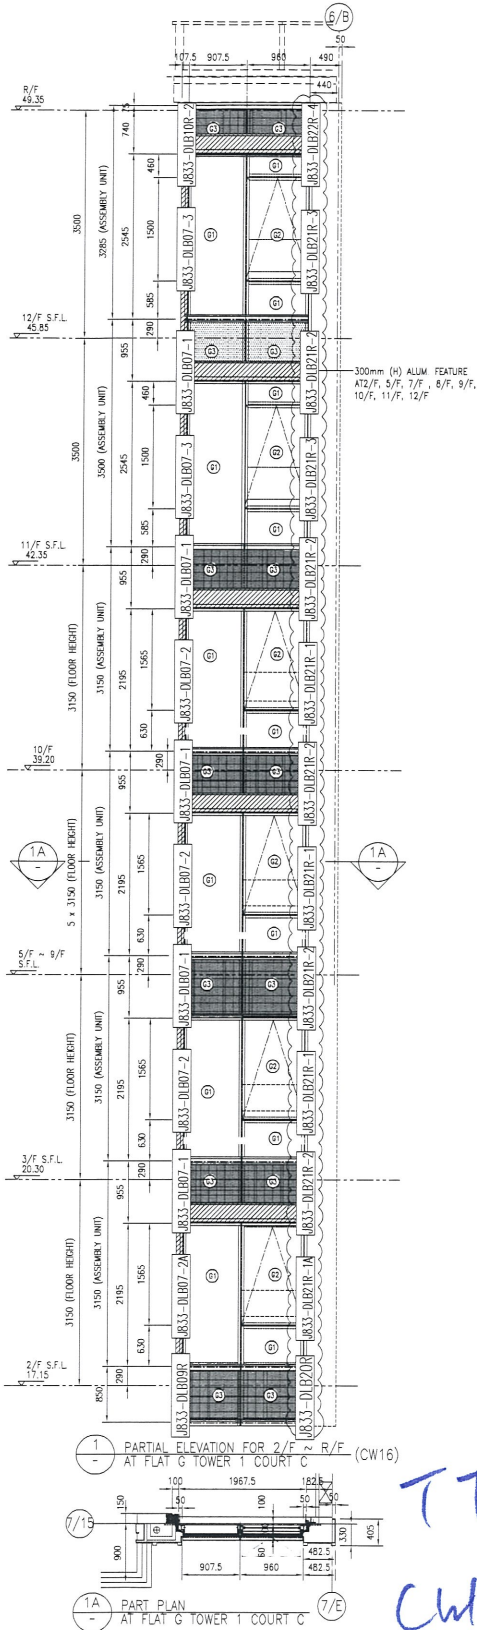 6/B
50
107.5 907.5 960 490
440
R/F
49.35
75
740
J833-DLB10R-2
G3 G3
J833-DLB22R-4
460
G1
3500
3285 (ASSEMBLY UNIT)
2545
1500
J833-DLB07-3
G1
G2
J833-DLB21R-3
585
G1
12/F S.F.L.
45.85
290
955
J833-DLB07-1
G3 G3
J833-DLB21R-2
300mm (H) ALUM FEATURE
AT2/F, 5/F, 7/F , 8/F, 9/F,
10/F, 11/F, 12/F
460
G1
3500
3500 (ASSEMBLY UNIT)
2545
1500
J833-DLB07-3
G1
G2
J833-DLB21R-3
585
G1
11/F S.F.L.
42.35
290
955
J833-DLB07-1
G3 G3
J833-DLB21R-2
3150 (FLOOR HEIGHT)
3150 (ASSEMBLY UNIT)
2195
1565
J833-DLB07-2
G1
G2
J833-DLB21R-1
630
G1
10/F
39.20
290
955
J833-DLB07-1
G3 G3
J833-DLB21R-2
1A
-
1A
-
5 x 3150 (FLOOR HEIGHT)
3150 (ASSEMBLY UNIT)
2195
1565
J833-DLB07-2
G1
G2
J833-DLB21R-1
630
G1
5/F ~ 9/F
S.F.L.
290
955
J833-DLB07-1
G3 G3
J833-DLB21R-2
3150 (FLOOR HEIGHT)
3150 (ASSEMBLY UNIT)
2195
1565
J833-DLB07-2
G1
G2
J833-DLB21R-1
630
G1
3/F S.F.L.
20.30
290
955
J833-DLB07-1
G3 G3
J833-DLB21R-2
3150 (FLOOR HEIGHT)
3150 (ASSEMBLY UNIT)
2195
1565
J833-DLB07-2A
G1
G2
J833-DLB21R-1A
630
G1
2/F S.F.L.
17.15
290
850
J833-DLB09R
G3 G3
J833-DLB20R
1
-
PARTIAL ELEVATION FOR 2/F ~ R/F (CW16)
AT FLAT G TOWER 1 COURT C
100 1967.5 182.5
50 100 50 50
150
7/15
900
60
330
405
482.5
907.5 960 482.5
1A
-
PART PLAN
AT FLAT G TOWER 1 COURT C
7/E